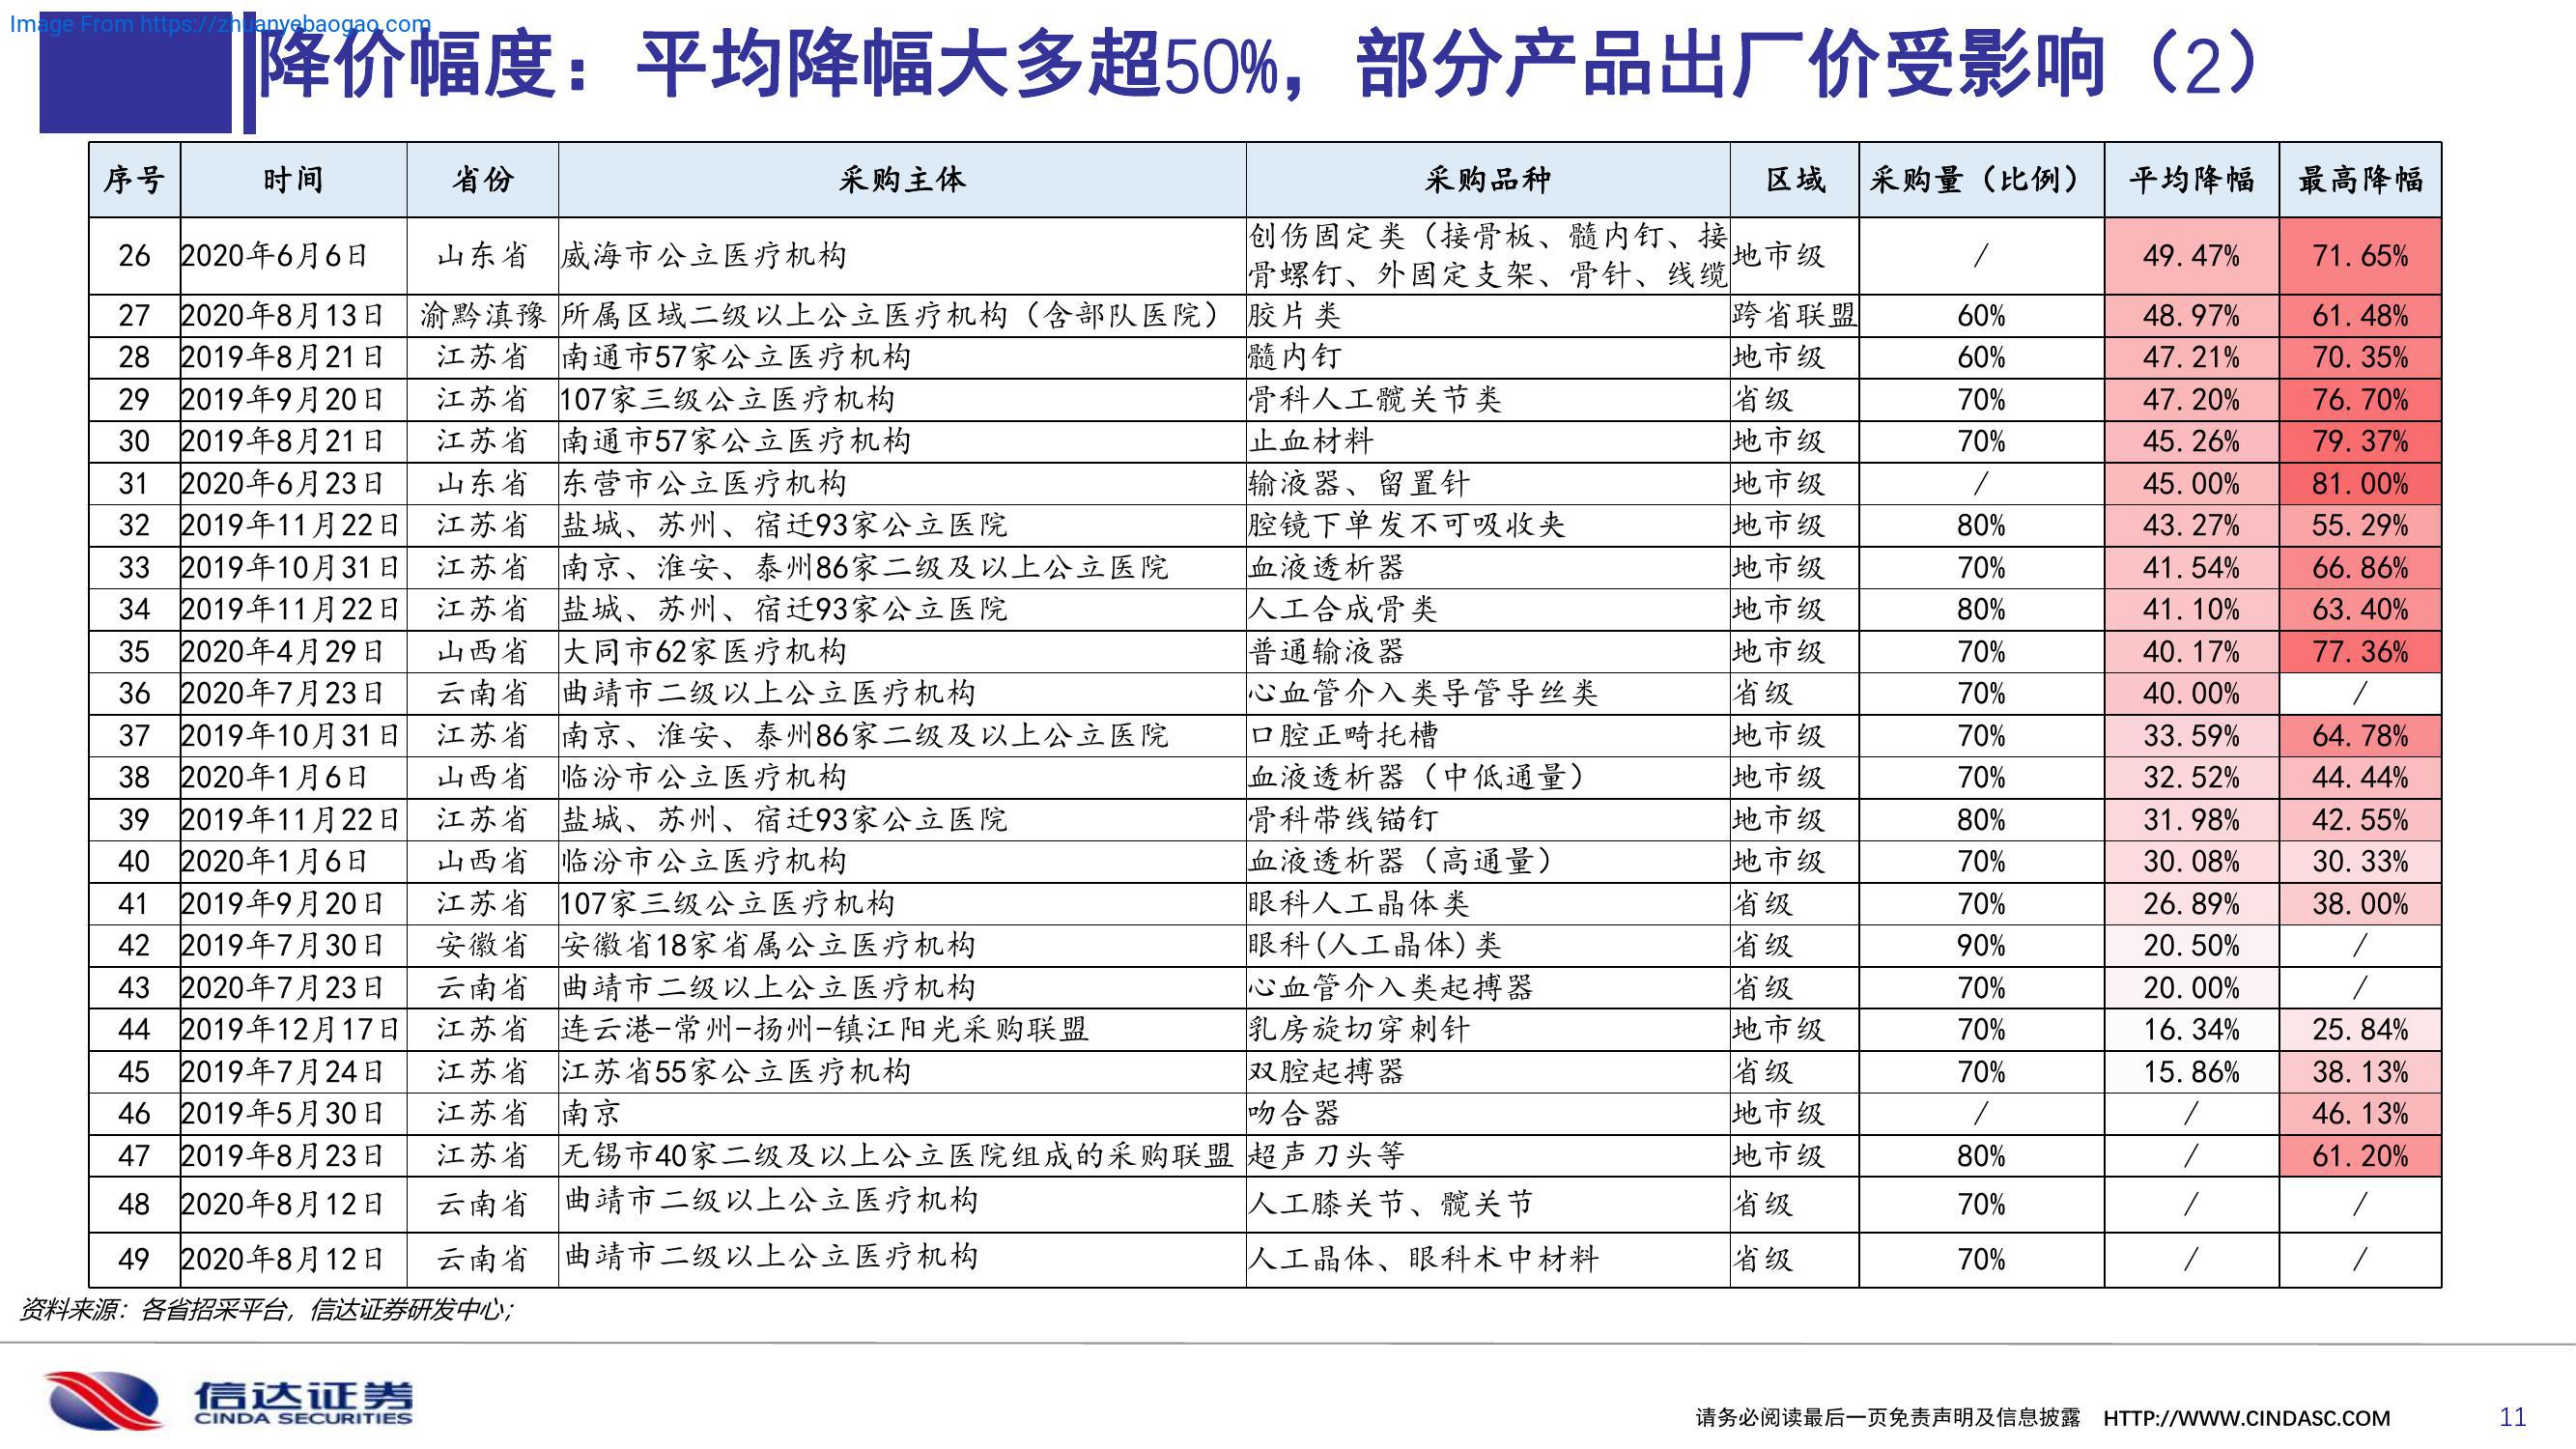 Image From https://zhuanyebaogao.com
降价幅度：平均降幅大多超50%，部分产品出厂价受影响（2）
序号 时间 省份 采购主体 采购品种 区域 采购量（比例） 平均降幅 最高降幅
26 2020年6月6日 山东省 威海市公立医疗机构 创伤固定类（接骨板、髓内钉、接 地市级 / 49.47% 71.65%
骨螺钉、外固定支架、骨针、线缆
27 2020年8月13日 渝黔滇豫 所属区域二级以上公立医疗机构（含部队医院） 胶片类 跨省联盟 60% 48.97% 61.48%
28 2019年8月21日 江苏省 南通市57家公立医疗机构 髓内钉 地市级 60% 47.21% 70.35%
29 2019年9月20日 江苏省 107家三级公立医疗机构 骨科人工髋关节类 省级 70% 47.20% 76.70%
30 2019年8月21日 江苏省 南通市57家公立医疗机构 止血材料 地市级 70% 45.26% 79.37%
31 2020年6月23日 山东省 东营市公立医疗机构 输液器、留置针 地市级 / 45.00% 81.00%
32 2019年11月22日 江苏省 盐城、苏州、宿迁93家公立医院 腔镜下单发不可吸收夹 地市级 80% 43.27% 55.29%
33 2019年10月31日 江苏省 南京、淮安、泰州86家二级及以上公立医院 血液透析器 地市级 70% 41.54% 66.86%
34 2019年11月22日 江苏省 盐城、苏州、宿迁93家公立医院 人工合成骨类 地市级 80% 41.10% 63.40%
35 2020年4月29日 山西省 大同市62家医疗机构 普通输液器 地市级 70% 40.17% 77.36%
36 2020年7月23日 云南省 曲靖市二级以上公立医疗机构 心血管介入类导管导丝类 省级 70% 40.00% /
37 2019年10月31日 江苏省 南京、淮安、泰州86家二级及以上公立医院 口腔正畸托槽 地市级 70% 33.59% 64.78%
38 2020年1月6日 山西省 临汾市公立医疗机构 血液透析器（中低通量） 地市级 70% 32.52% 44.44%
39 2019年11月22日 江苏省 盐城、苏州、宿迁93家公立医院 骨科带线锚钉 地市级 80% 31.98% 42.55%
40 2020年1月6日 山西省 临汾市公立医疗机构 血液透析器（高通量） 地市级 70% 30.08% 30.33%
41 2019年9月20日 江苏省 107家三级公立医疗机构 眼科人工晶体类 省级 70% 26.89% 38.00%
42 2019年7月30日 安徽省 安徽省18家省属公立医疗机构 眼科(人工晶体)类 省级 90% 20.50% /
43 2020年7月23日 云南省 曲靖市二级以上公立医疗机构 心血管介入类起搏器 省级 70% 20.00% /
44 2019年12月17日 江苏省 连云港-常州-扬州-镇江阳光采购联盟 乳房旋切穿刺针 地市级 70% 16.34% 25.84%
45 2019年7月24日 江苏省 江苏省55家公立医疗机构 双腔起搏器 省级 70% 15.86% 38.13%
46 2019年5月30日 江苏省 南京 吻合器 地市级 / / 46.13%
47 2019年8月23日 江苏省 无锡市40家二级及以上公立医院组成的采购联盟 超声刀头等 地市级 80% / 61.20%
48 2020年8月12日 云南省 曲靖市二级以上公立医疗机构 人工膝关节、髋关节 省级 70% / /
49 2020年8月12日 云南省 曲靖市二级以上公立医疗机构 人工晶体、眼科术中材料 省级 70% / /
资料来源：各省招采平台，信达证券研发中心；
信达证券
CINDA SECURITIES
请务必阅读最后一页免责声明及信息披露 HTTP://WWW.CINDASC.COM 11